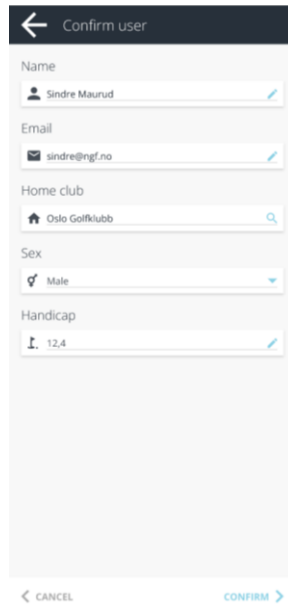 Confirm user
Name
Sindre Maurud
Email
sindre@ngf.no
Home club
Oslo Golfklubb
Sex
Male
Handicap
12,4
CANCEL
CONFIRM